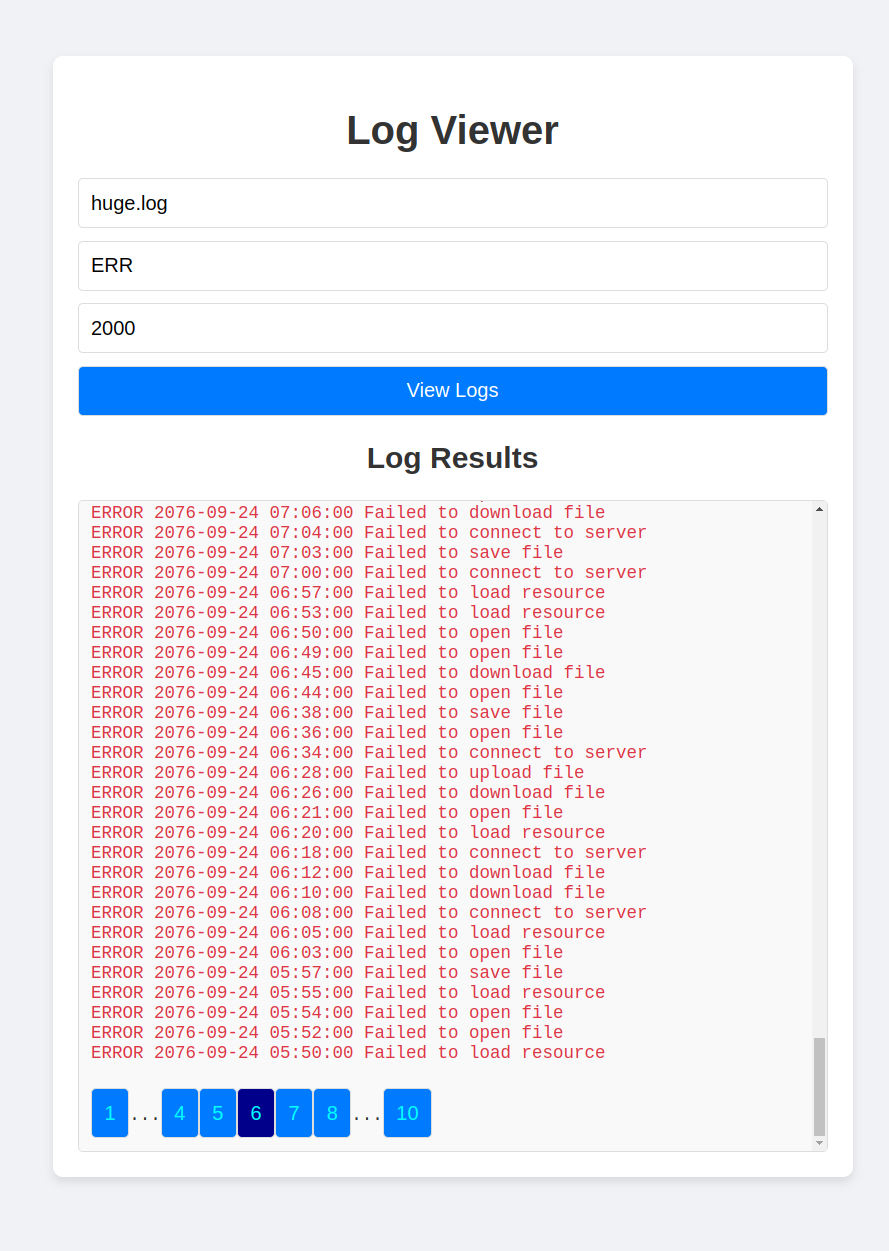 Log Viewer
huge.log
ERR
2000
View Logs
Log Results
ERROR 2076-09-24 07:06:00 Failed to download file
ERROR 2076-09-24 07:04:00 Failed to connect to server
ERROR 2076-09-24 07:03:00 Failed to save file
ERROR 2076-09-24 07:00:00 Failed to connect to server
ERROR 2076-09-24 06:57:00 Failed to load resource
ERROR 2076-09-24 06:53:00 Failed to load resource
ERROR 2076-09-24 06:50:00 Failed to open file
ERROR 2076-09-24 06:49:00 Failed to open file
ERROR 2076-09-24 06:45:00 Failed to download file
ERROR 2076-09-24 06:44:00 Failed to open file
ERROR 2076-09-24 06:38:00 Failed to save file
ERROR 2076-09-24 06:36:00 Failed to open file
ERROR 2076-09-24 06:34:00 Failed to connect to server
ERROR 2076-09-24 06:28:00 Failed to upload file
ERROR 2076-09-24 06:26:00 Failed to download file
ERROR 2076-09-24 06:21:00 Failed to open file
ERROR 2076-09-24 06:20:00 Failed to load resource
ERROR 2076-09-24 06:18:00 Failed to connect to server
ERROR 2076-09-24 06:12:00 Failed to download file
ERROR 2076-09-24 06:10:00 Failed to download file
ERROR 2076-09-24 06:08:00 Failed to connect to server
ERROR 2076-09-24 06:05:00 Failed to load resource
ERROR 2076-09-24 06:03:00 Failed to open file
ERROR 2076-09-24 05:57:00 Failed to save file
ERROR 2076-09-24 05:55:00 Failed to load resource
ERROR 2076-09-24 05:54:00 Failed to open file
ERROR 2076-09-24 05:52:00 Failed to open file
ERROR 2076-09-24 05:50:00 Failed to load resource
1 ... 4 5 6 7 8 ... 10